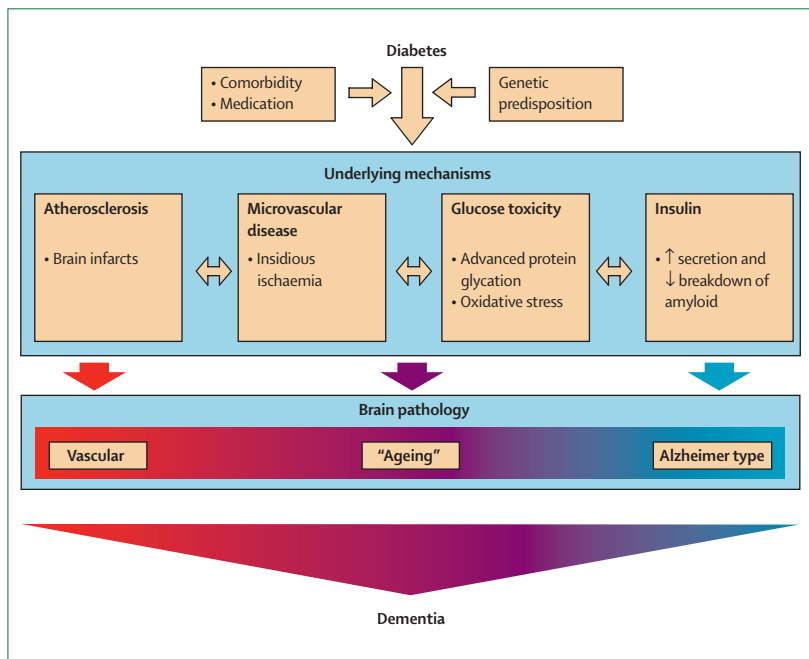 Diabetes
• Comorbidity
• Medication
Genetic
predisposition
Underlying mechanisms
Atherosclerosis
• Brain infarcts
Microvascular
disease
• Insidious
ischaemia
Glucose toxicity
• Advanced protein
glycation
• Oxidative stress
Insulin
• ↑ secretion and
↓ breakdown of
amyloid
Brain pathology
Vascular
“Ageing”
Alzheimer type
Dementia